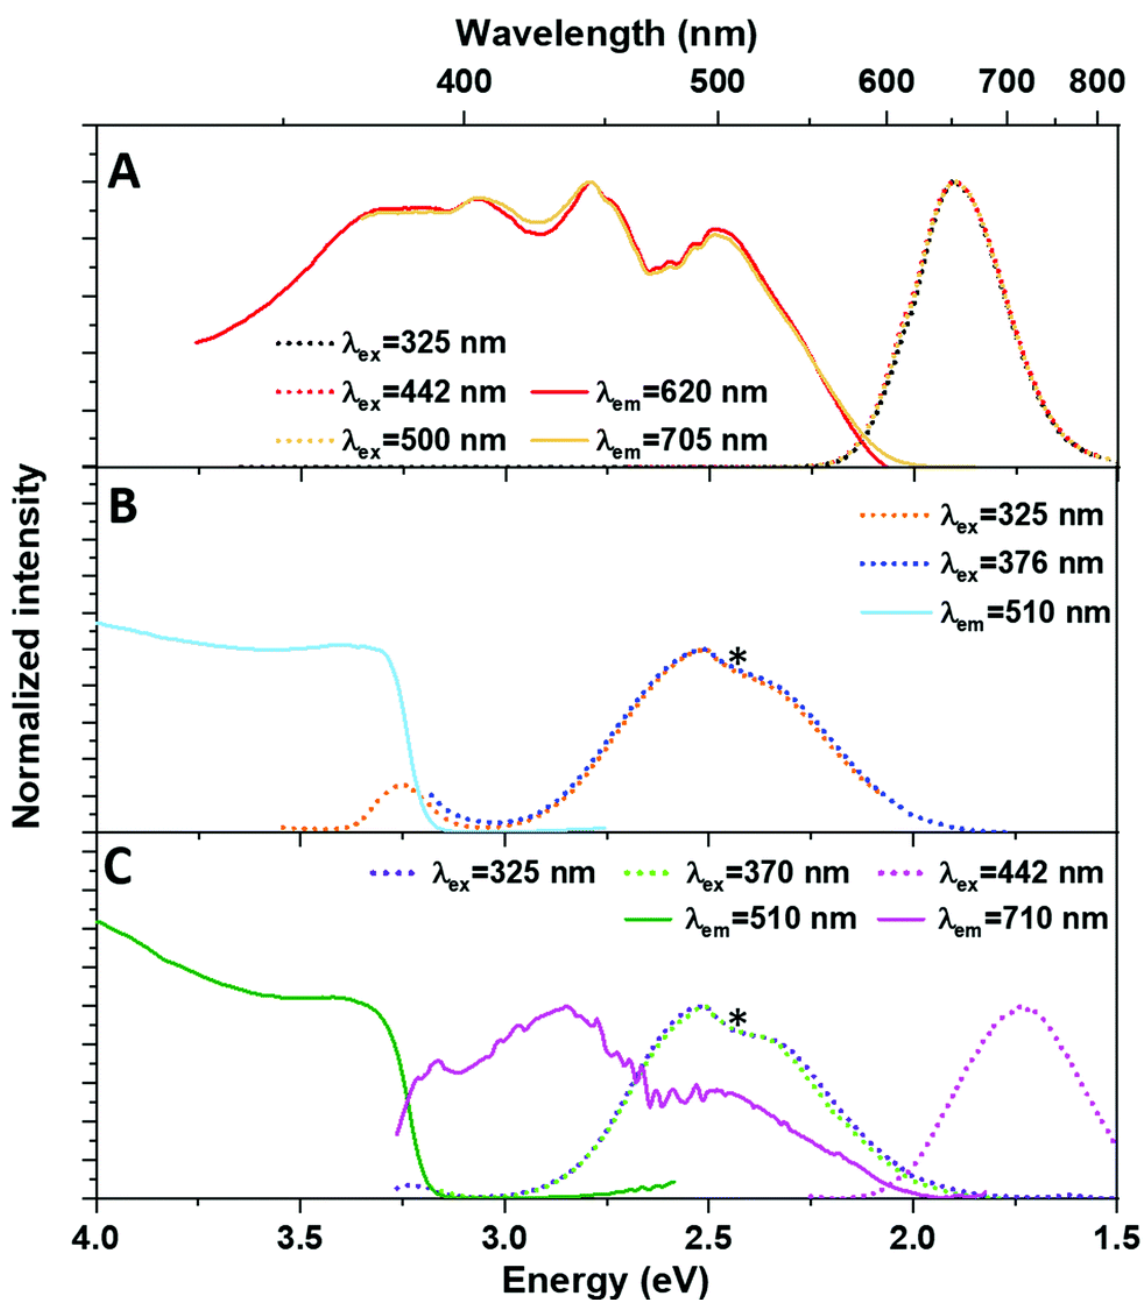 Wavelength (nm)
400 500 600 700 800
A
λex=325 nm
λex=442 nm λem=620 nm
λex=500 nm λem=705 nm
Normalized intensity
B
λex=325 nm
λex=376 nm
λem=510 nm
*
C
λex=325 nm λex=370 nm λex=442 nm
λem=510 nm λem=710 nm
*
4.0 3.5 3.0 2.5 2.0 1.5
Energy (eV)